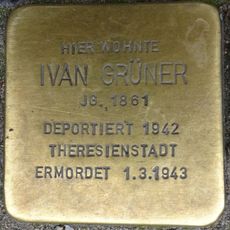 HIER WOHNTE
IVAN GRÜNER
JG. 1861
DEPORTIERT 1942
THERESIENSTADT
ERMORDET 1.3.1943